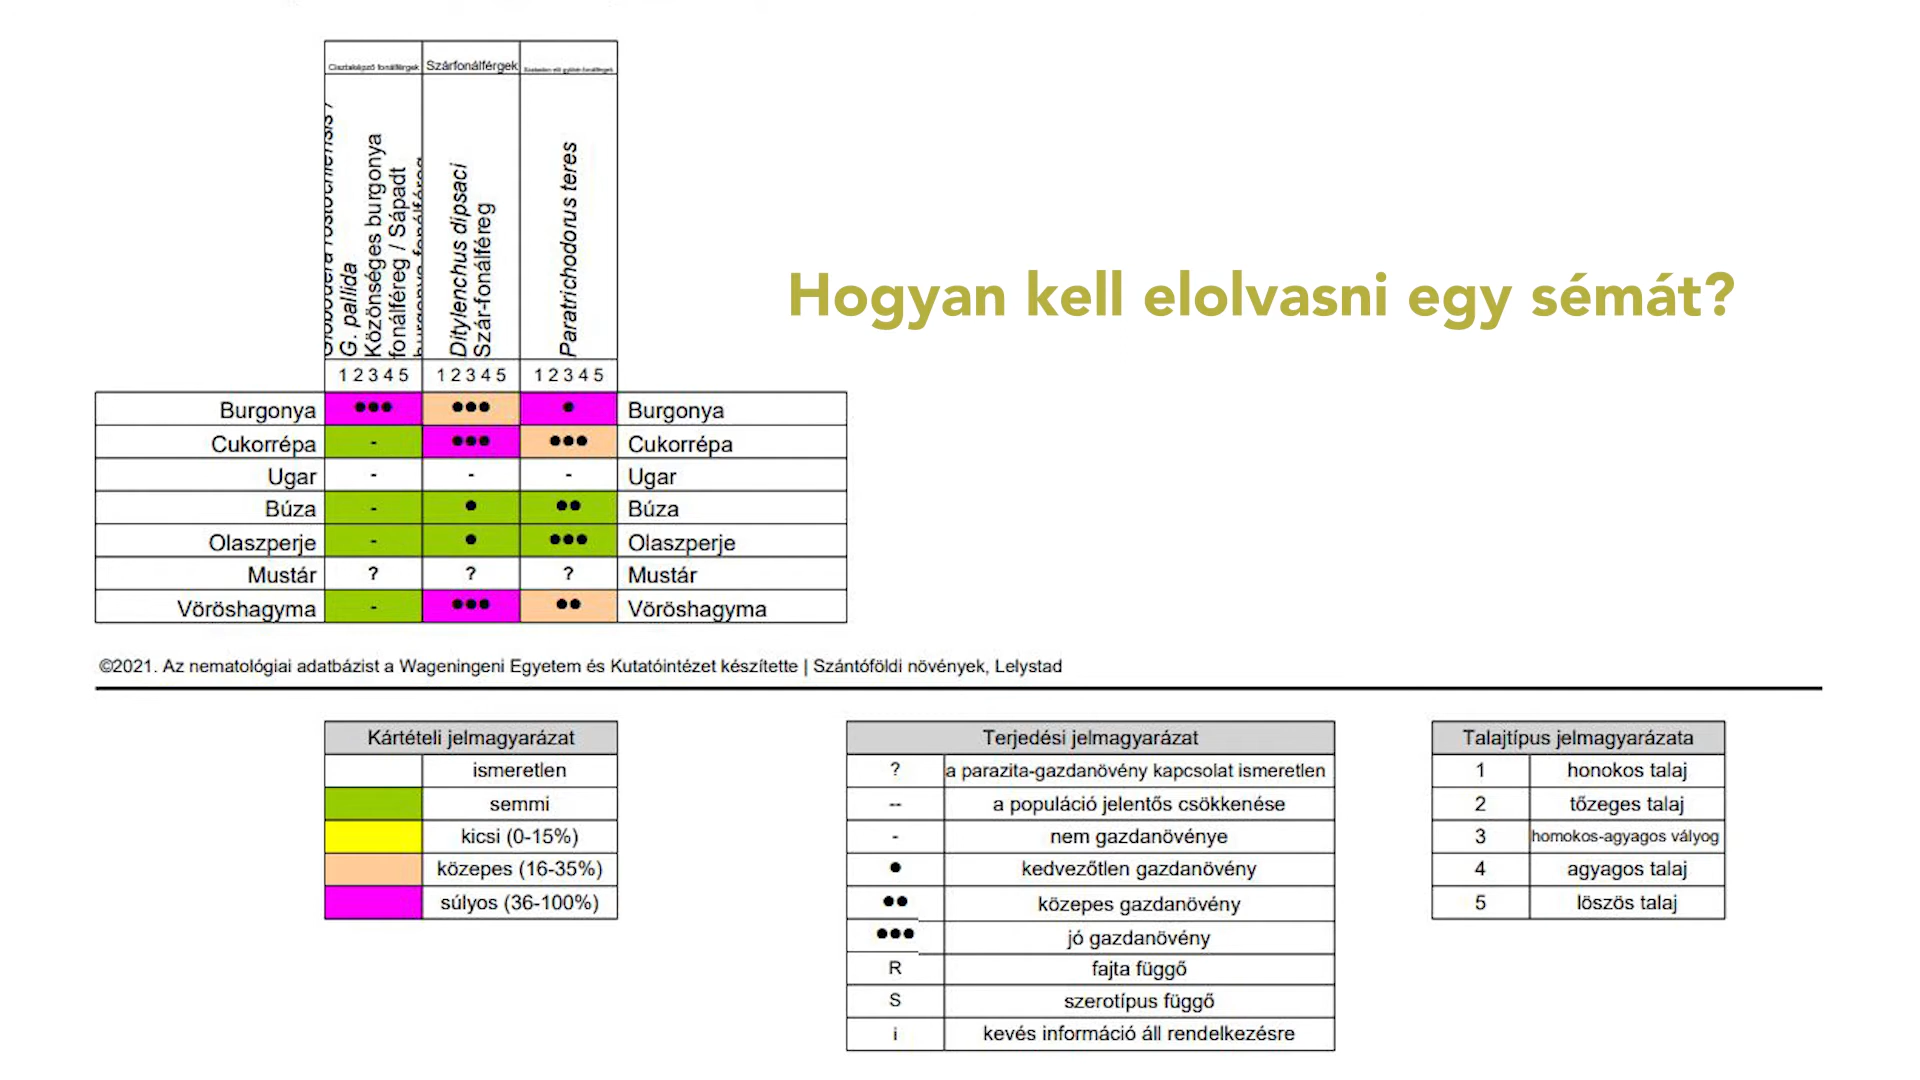 Cisztaképző fonálférgek
Szárfonálférgek
G. pallida
Közönséges burgonya
fonálféreg / Sápadt
Ditylenchus dipsaci
Szár-fonálféreg
Paratrichodorus teres
1 2 3 4 5
1 2 3 4 5
1 2 3 4 5
Hogyan kell elolvasni egy sémát?
Burgonya ●●● ●●● ● Burgonya
Cukorrépa - ●●● ●●● Cukorrépa
Ugar - - - Ugar
Búza - ● ●● Búza
Olaszperje - ● ●●● Olaszperje
Mustár ? ? ? Mustár
Vöröshagyma - ●●● ●● Vöröshagyma
©2021. Az nematológiai adatbázist a Wageningeni Egyetem és Kutatóintézet készítette | Szántóföldi növények, Lelystad
Kártételi jelmagyarázat
ismeretlen
semmi
kicsi (0-15%)
közepes (16-35%)
súlyos (36-100%)
Terjedési jelmagyarázat
? a parazita-gazdanövény kapcsolat ismeretlen
-- a populáció jelentős csökkenése
- nem gazdanövénye
● kedvezőtlen gazdanövény
●● közepes gazdanövény
●●● jó gazdanövény
R fajta függő
S szerotípus függő
i kevés információ áll rendelkezésre
Talajtípus jelmagyarázata
1 honokos talaj
2 tőzeges talaj
3 homokos-agyagos vályog
4 agyagos talaj
5 löszös talaj